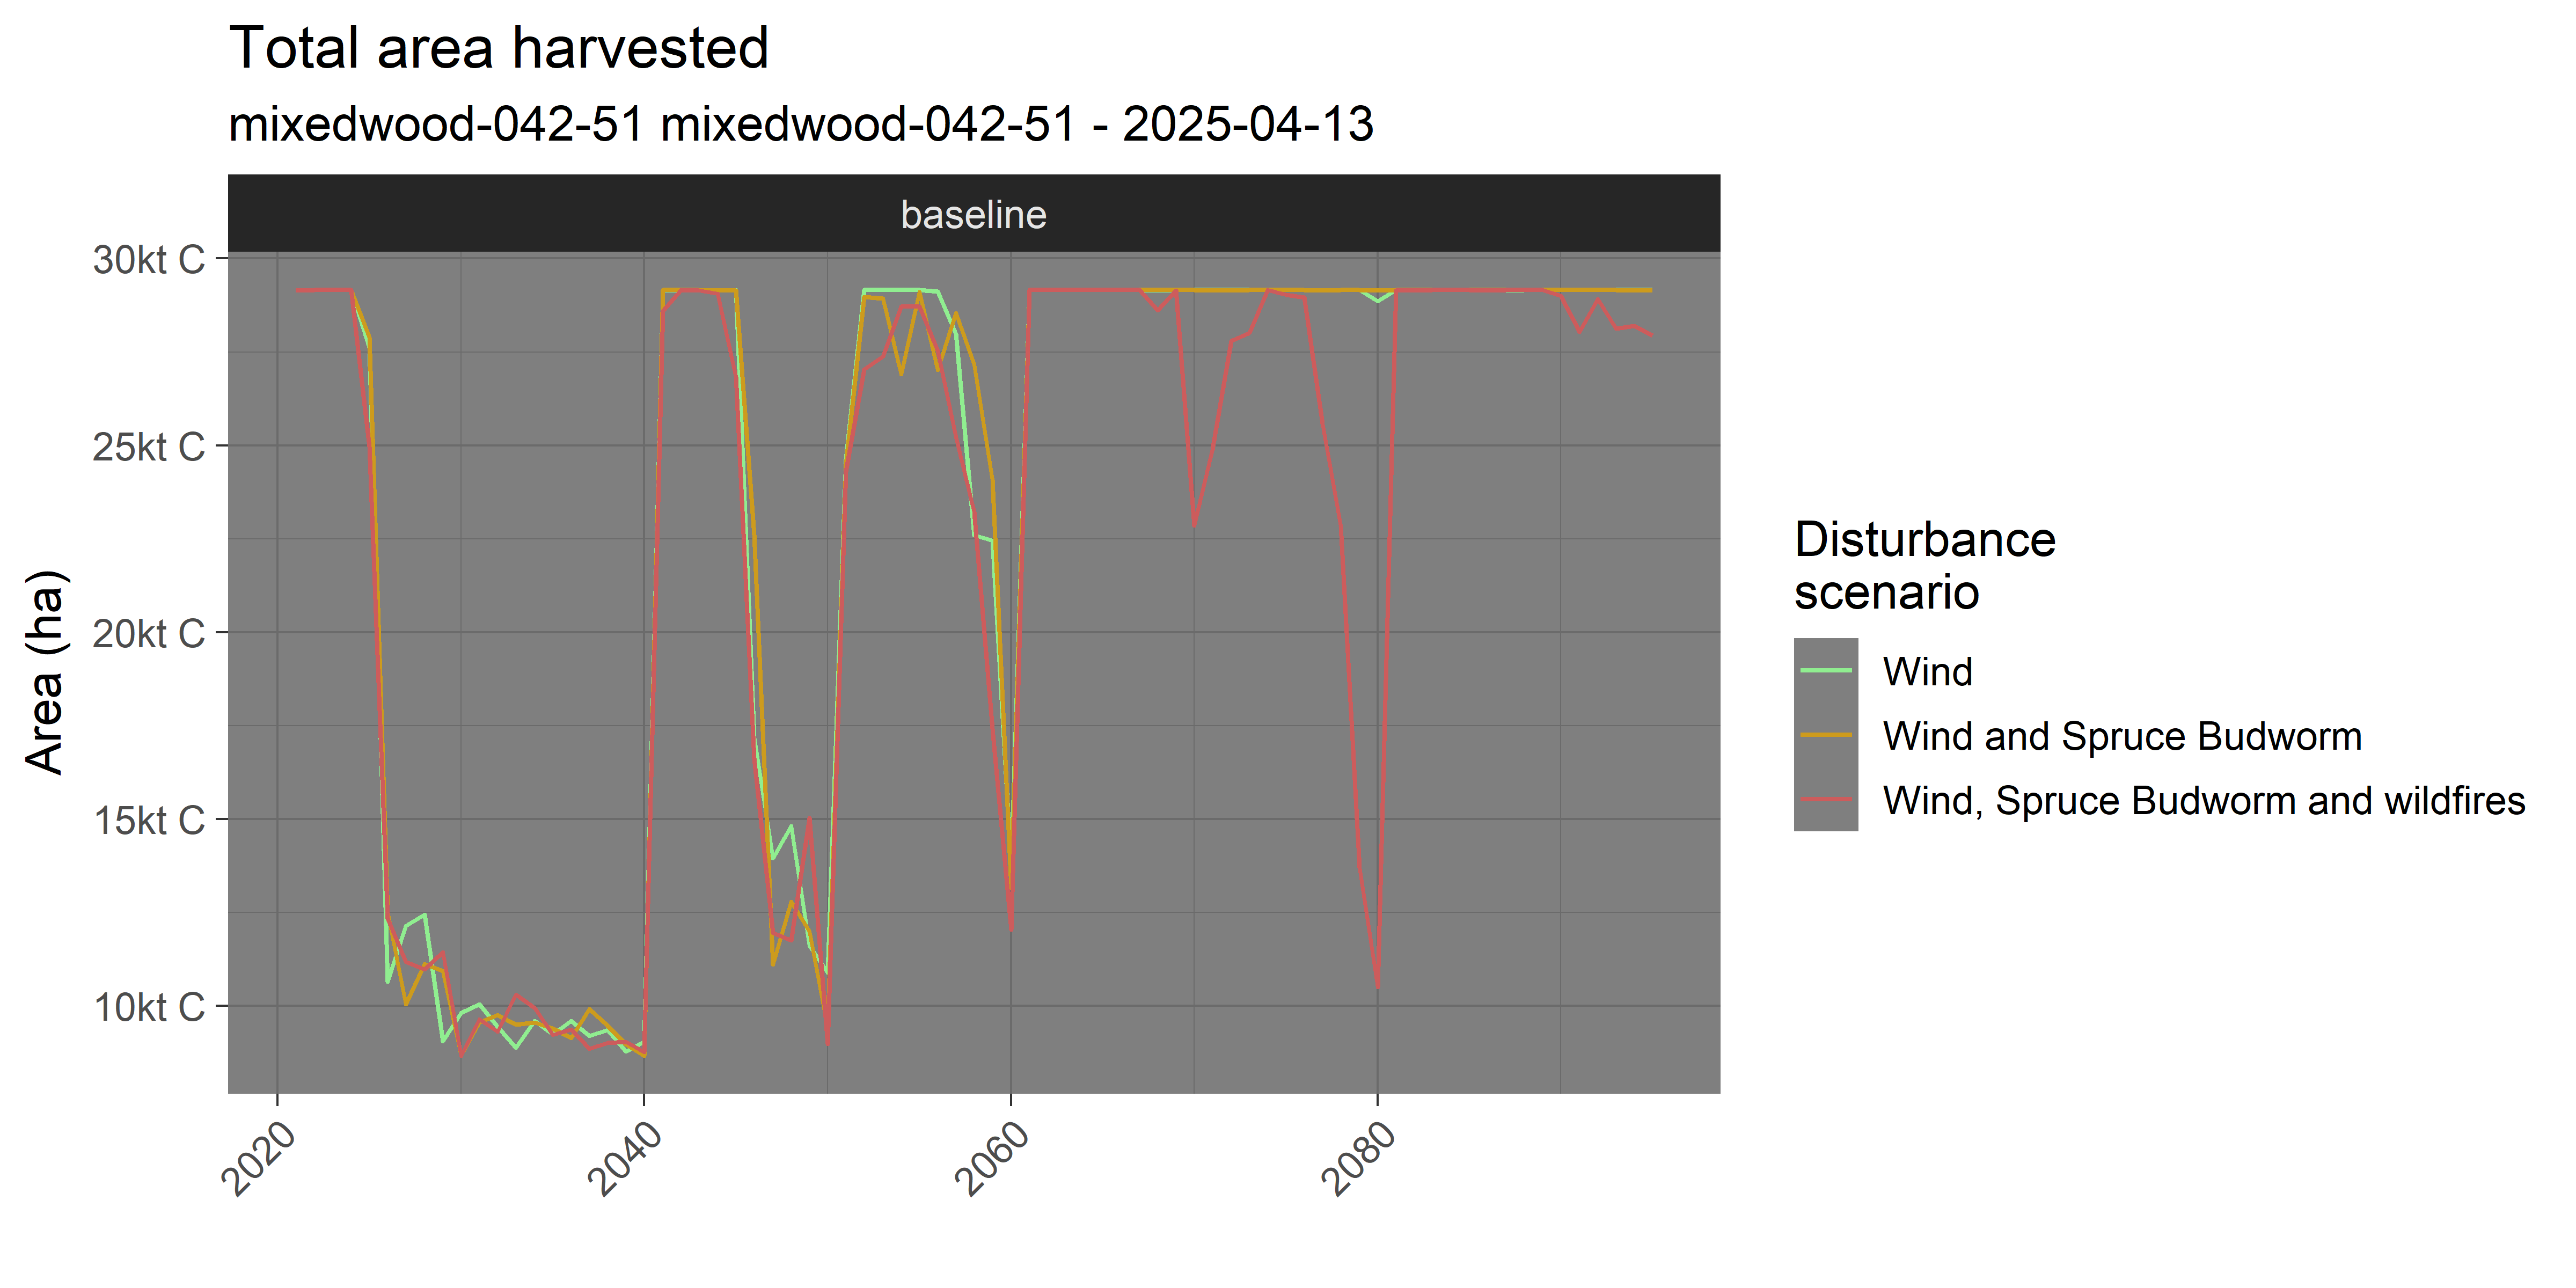 Total area harvested
mixedwood-042-51 mixedwood-042-51 - 2025-04-13
baseline
Area (ha)
30kt C
25kt C
20kt C
15kt C
10kt C
2020
2040
2060
2080
Disturbance
scenario
Wind
Wind and Spruce Budworm
Wind, Spruce Budworm and wildfires